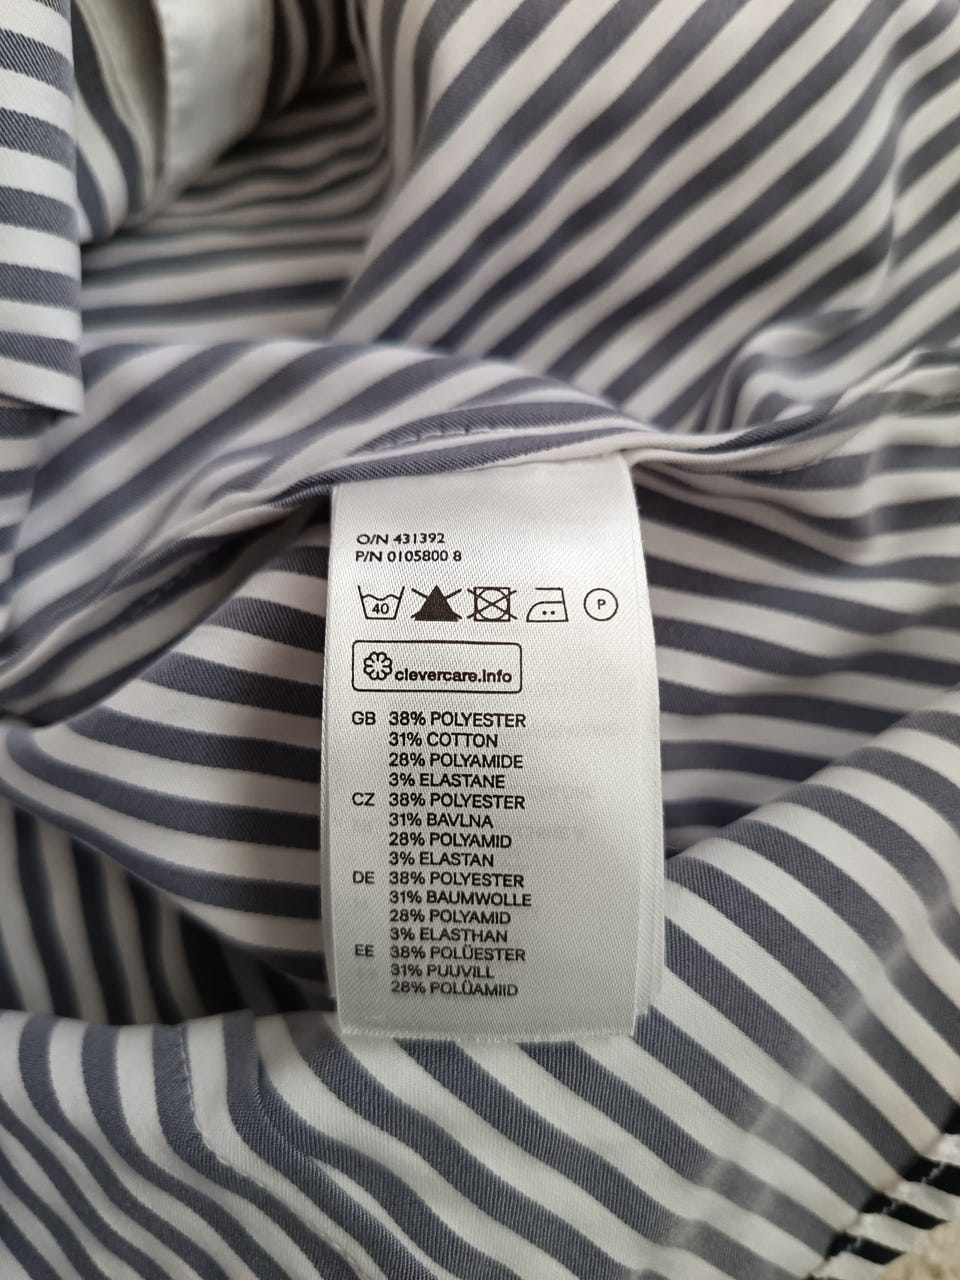 O/N 431392
P/N 0105800 8
40 P
clevercare.info
GB 38% POLYESTER
31% COTTON
28% POLYAMIDE
3% ELASTANE
CZ 38% POLYESTER
31% BAVLNA
28% POLYAMID
3% ELASTAN
DE 38% POLYESTER
31% BAUMWOLLE
28% POLYAMID
3% ELASTHAN
EE 38% POLÜESTER
31% PUUVILL
28% POLÜAMIID